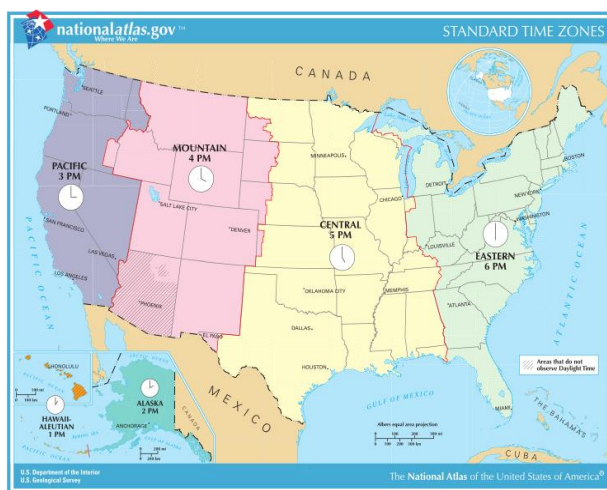 nationalatlas.gov™
Where We Are
STANDARD TIME ZONES
CANADA
SEATTLE
PORTLAND
MOUNTAIN
4 PM
PACIFIC
3 PM
MINNEAPOLIS
BOSTON
DETROIT
NEW YORK
CHICAGO
SALT LAKE CITY
DENVER
WASHINGTON
SAN FRANCISCO
CENTRAL
5 PM
LOUISVILLE
EASTERN
6 PM
LAS VEGAS
LOS ANGELES
OKLAHOMA CITY
MEMPHIS
PHOENIX
ATLANTA
DALLAS
EL PASO
HOUSTON
PACIFIC OCEAN
ATLANTIC OCEAN
Areas that do not
observe Daylight Time
HONOLULU
HAWAII-
ALEUTIAN
1 PM
ALASKA
2 PM
ANCHORAGE
CANADA
MEXICO
GULF OF MEXICO
MIAMI
THE BAHAMAS
CUBA
Albers equal area projection
U.S. Department of the Interior
U.S. Geological Survey
The National Atlas of the United States of America®